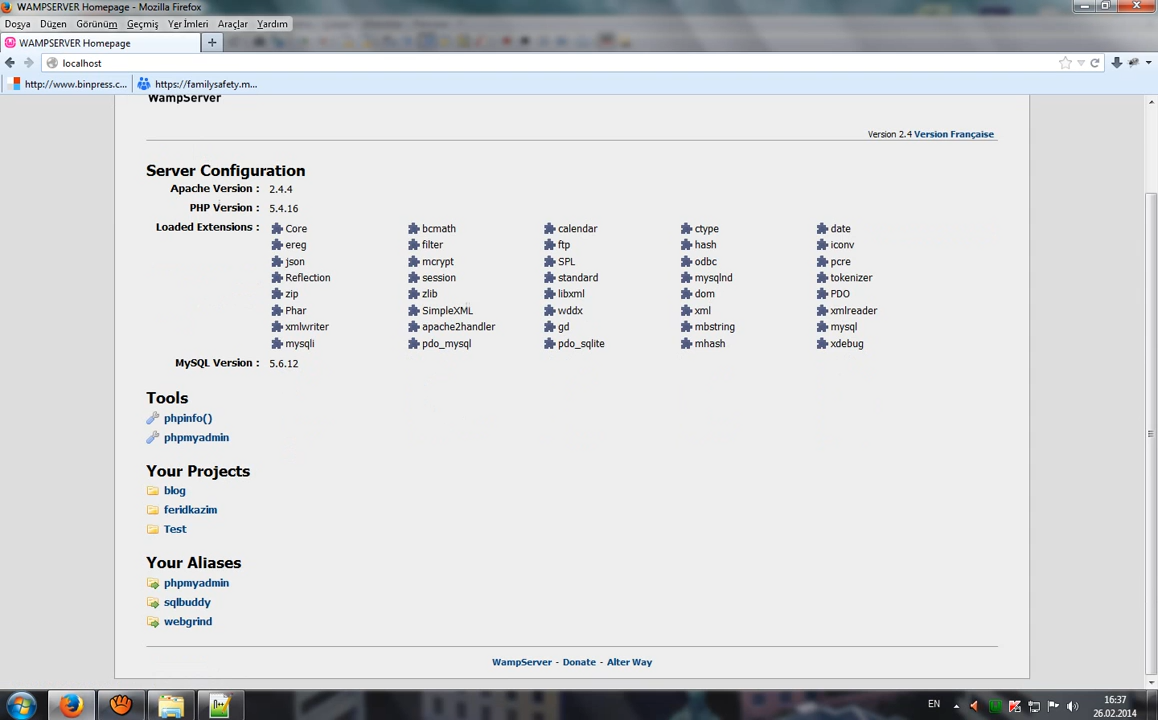 WAMPSERVER Homepage - Mozilla Firefox
Dosya Düzen Görünüm Geçmiş Yer İmleri Araçlar Yardım
WAMPSERVER Homepage
localhost
http://www.binpress.c... https://familysafety.m...
WampServer
Version 2.4 Version Française
Server Configuration
Apache Version : 2.4.4
PHP Version : 5.4.16
Loaded Extensions : Core bcmath calendar ctype date
ereg filter ftp hash iconv
json mcrypt SPL odbc pcre
Reflection session standard mysqlnd tokenizer
zip zlib libxml dom PDO
Phar SimpleXML wddx xml xmlreader
xmlwriter apache2handler gd mbstring mysql
mysqli pdo_mysql pdo_sqlite mhash xdebug
MySQL Version : 5.6.12
Tools
phpinfo()
phpmyadmin
Your Projects
blog
feridkazim
Test
Your Aliases
phpmyadmin
sqlbuddy
webgrind
WampServer - Donate - Alter Way
EN 16:37
26.02.2014